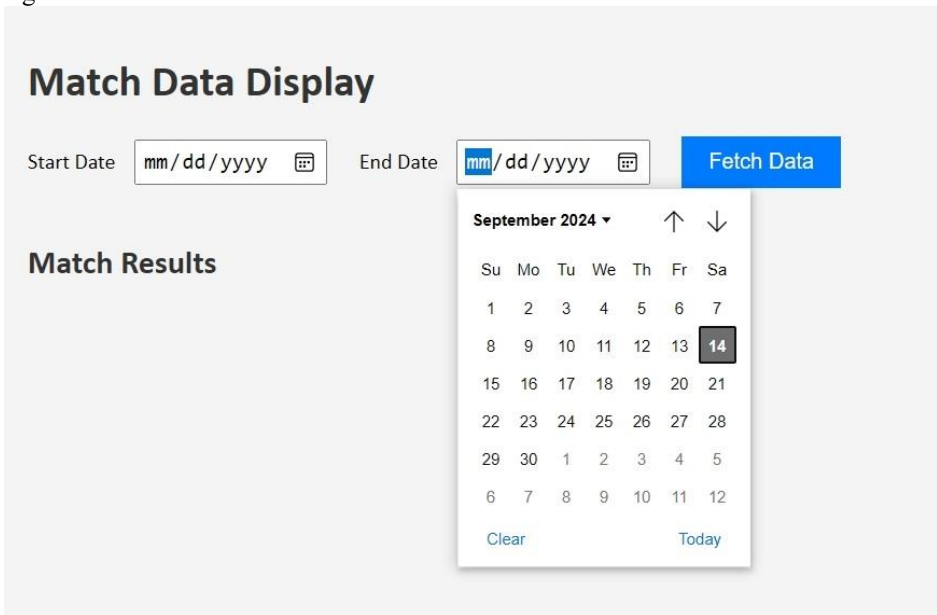 Match Data Display
Start Date mm/dd/yyyy End Date mm/dd/yyyy Fetch Data
September 2024
Match Results
Su Mo Tu We Th Fr Sa
1 2 3 4 5 6 7
8 9 10 11 12 13 14
15 16 17 18 19 20 21
22 23 24 25 26 27 28
29 30 1 2 3 4 5
6 7 8 9 10 11 12
Clear Today